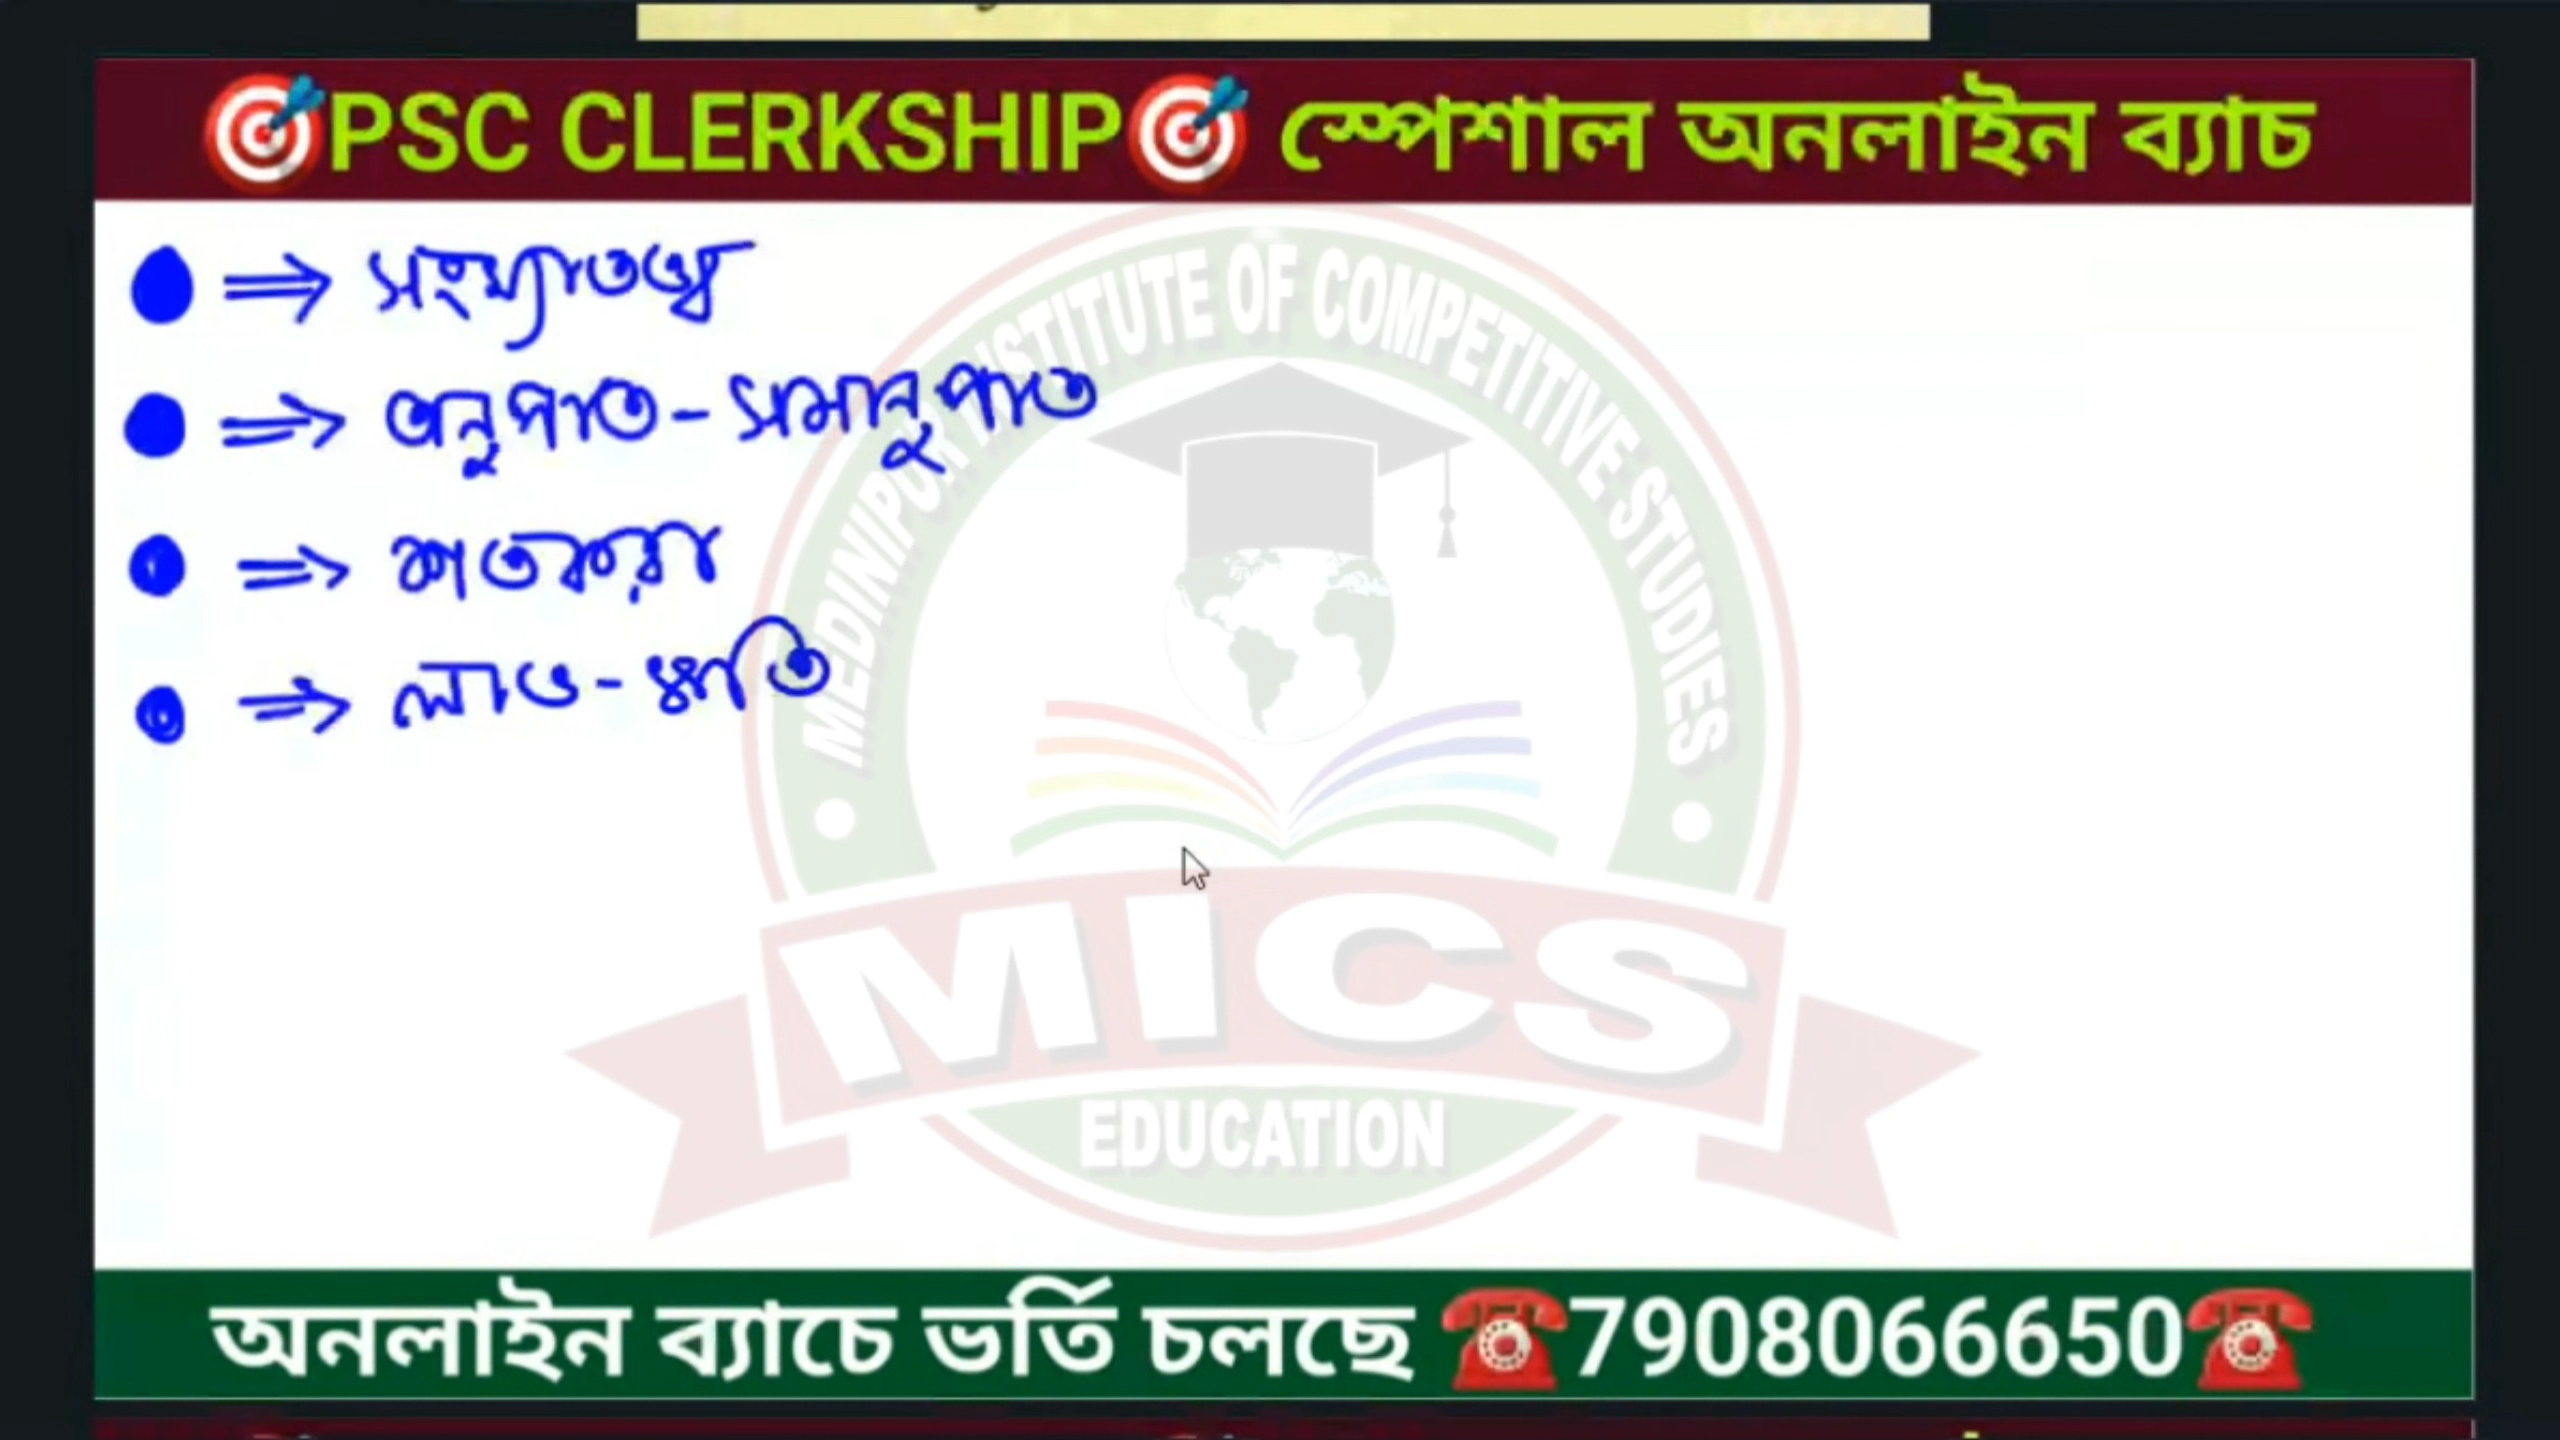 🎯PSC CLERKSHIP🎯 স্পেশাল অনলাইন ব্যাচ
⇒ সংখ্যাতত্ত্ব
⇒ অনুপাত-সমানুপাত
⇒ শতকরা
⇒ লাভ-ক্ষতি
MEDINIPUR INSTITUTE OF COMPETITIVE STUDIES
MICS
EDUCATION
অনলাইন ব্যাচে ভর্তি চলছে ☎7908066650☎